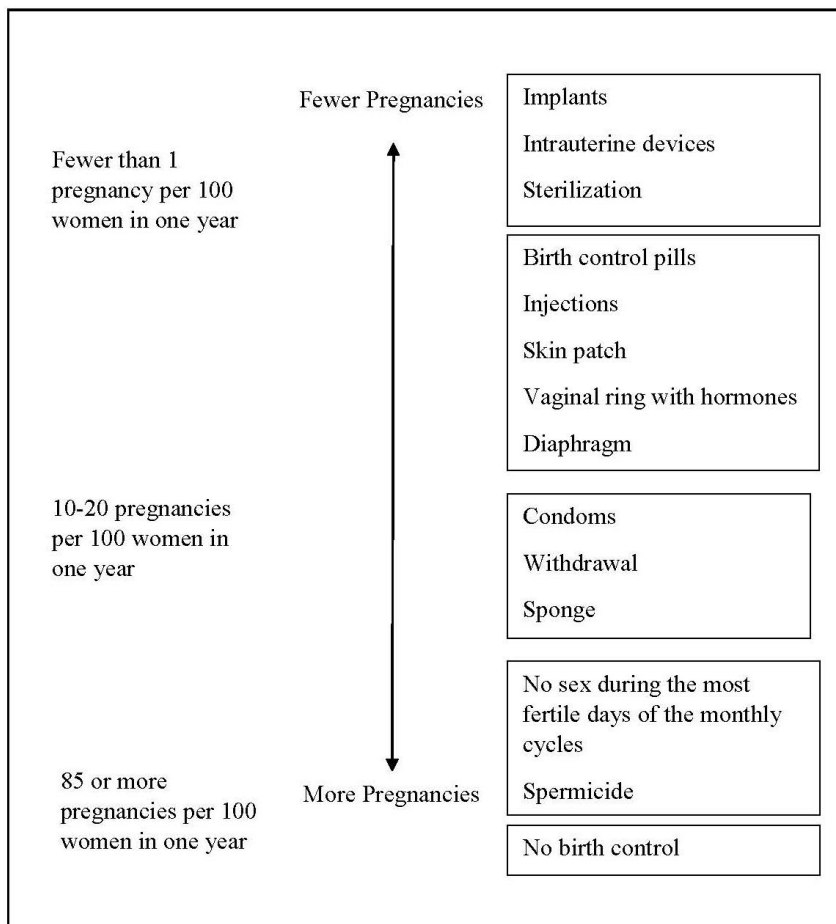 Fewer Pregnancies
Fewer than 1
pregnancy per 100
women in one year
Implants
Intrauterine devices
Sterilization
Birth control pills
Injections
Skin patch
Vaginal ring with hormones
Diaphragm
10-20 pregnancies
per 100 women in
one year
Condoms
Withdrawal
Sponge
No sex during the most
fertile days of the monthly
cycles
Spermicide
85 or more
pregnancies per 100
women in one year
More Pregnancies
No birth control